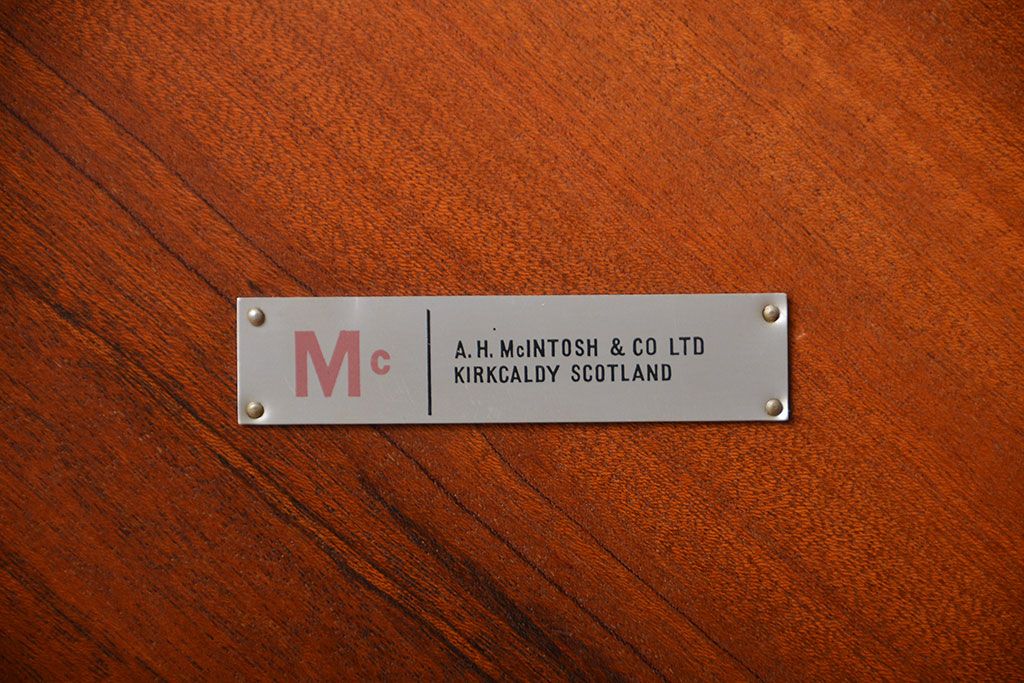 Mc
A. H. McINTOSH & CO LTD
KIRKCALDY SCOTLAND